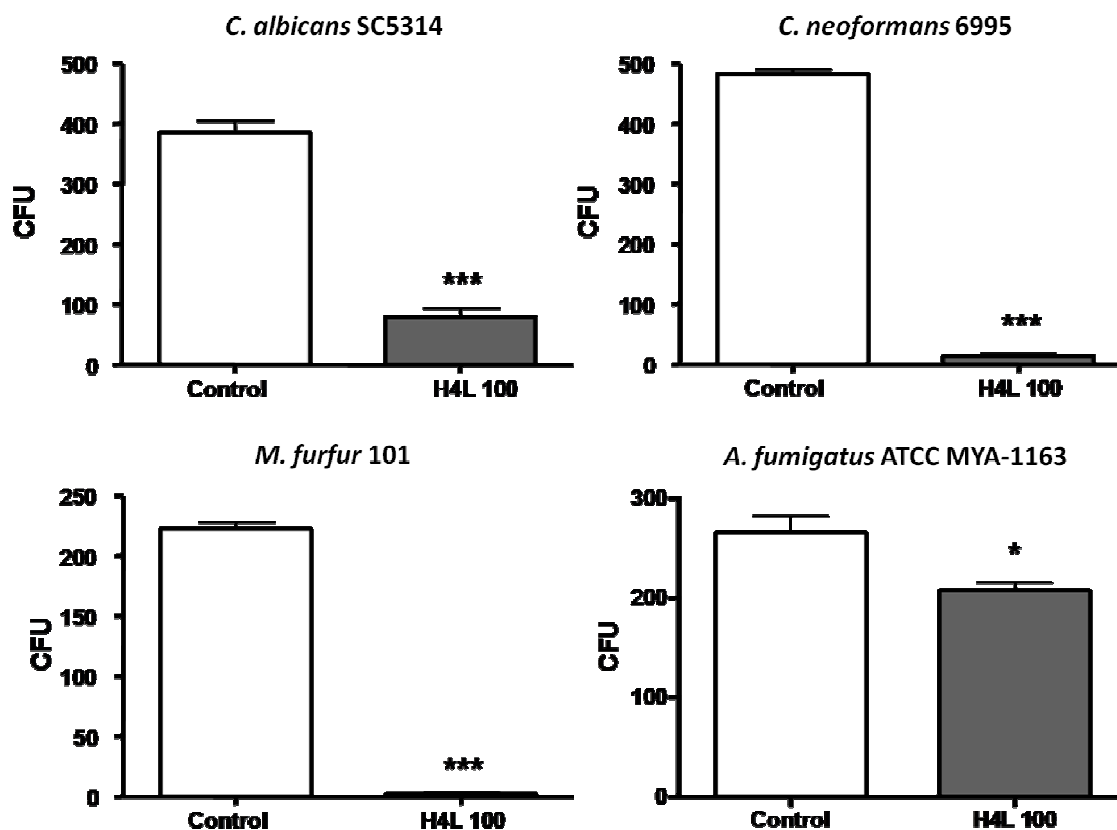 C. albicans SC5314
500
400
300
200
100
0
CFU
***
Control
H4L 100
C. neoformans 6995
500
400
300
200
100
0
CFU
***
Control
H4L 100
M. furfur 101
250
200
150
100
50
0
CFU
***
Control
H4L 100
A. fumigatus ATCC MYA-1163
300
200
100
0
CFU
*
Control
H4L 100